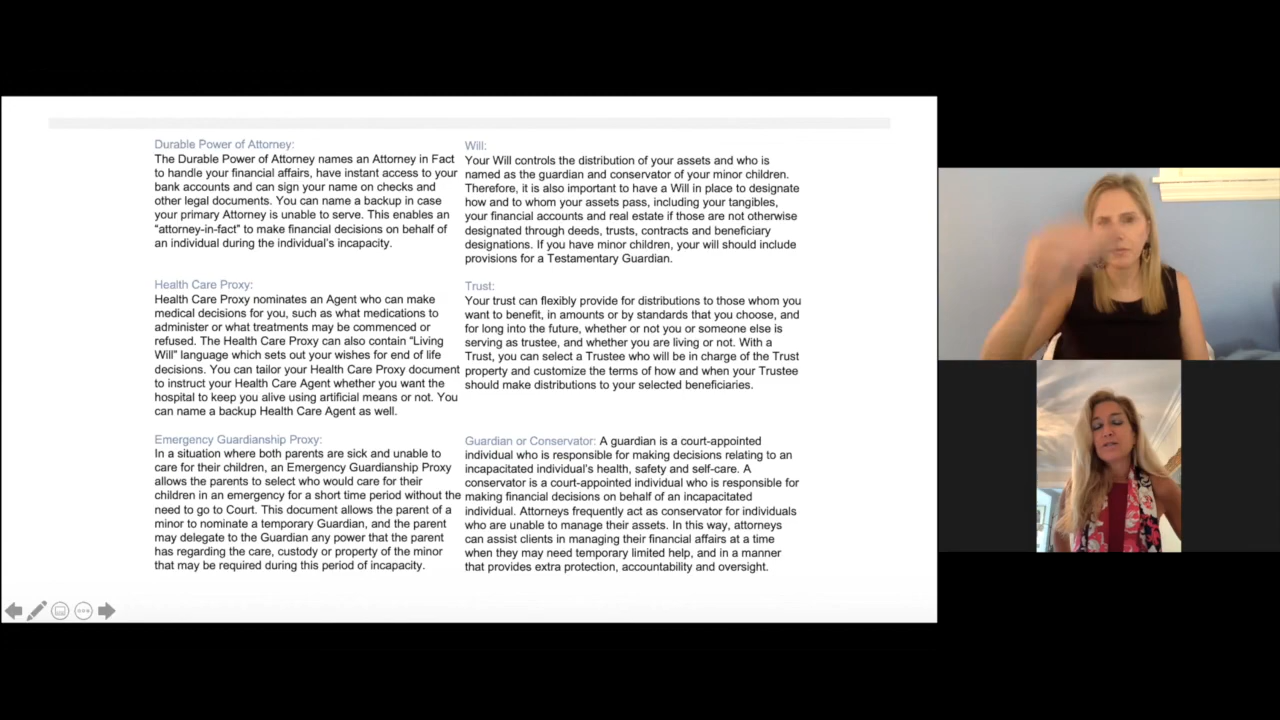 Durable Power of Attorney:
The Durable Power of Attorney names an Attorney in Fact
to handle your financial affairs, have instant access to your
bank accounts and can sign your name on checks and
other legal documents. You can name a backup in case
your primary Attorney is unable to serve. This enables an
“attorney-in-fact” to make financial decisions on behalf of
an individual during the individual’s incapacity.
Health Care Proxy:
Health Care Proxy nominates an Agent who can make
medical decisions for you, such as what medications to
administer or what treatments may be commenced or
refused. The Health Care Proxy can also contain “Living
Will” language which sets out your wishes for end of life
decisions. You can tailor your Health Care Proxy document
to instruct your Health Care Agent whether you want the
hospital to keep you alive using artificial means or not. You
can name a backup Health Care Agent as well.
Emergency Guardianship Proxy:
In a situation where both parents are sick and unable to
care for their children, an Emergency Guardianship Proxy
allows the parents to select who would care for their
children in an emergency for a short time period without the
need to go to Court. This document allows the parent of a
minor to nominate a temporary Guardian, and the parent
may delegate to the Guardian any power that the parent
has regarding the care, custody or property of the minor
that may be required during this period of incapacity.
Will:
Your Will controls the distribution of your assets and who is
named as the guardian and conservator of your minor children.
Therefore, it is also important to have a Will in place to designate
how and to whom your assets pass, including your tangibles,
your financial accounts and real estate if those are not otherwise
designated through deeds, trusts, contracts and beneficiary
designations. If you have minor children, your will should include
provisions for a Testamentary Guardian.
Trust:
Your trust can flexibly provide for distributions to those whom you
want to benefit, in amounts or by standards that you choose, and
for long into the future, whether or not you or someone else is
serving as trustee, and whether you are living or not. With a
Trust, you can select a Trustee who will be in charge of the Trust
property and customize the terms of how and when your Trustee
should make distributions to your selected beneficiaries.
Guardian or Conservator: A guardian is a court-appointed
individual who is responsible for making decisions relating to an
incapacitated individual’s health, safety and self-care. A
conservator is a court-appointed individual who is responsible for
making financial decisions on behalf of an incapacitated
individual. Attorneys frequently act as conservator for individuals
who are unable to manage their assets. In this way, attorneys
can assist clients in managing their financial affairs at a time
when they may need temporary limited help, and in a manner
that provides extra protection, accountability and oversight.